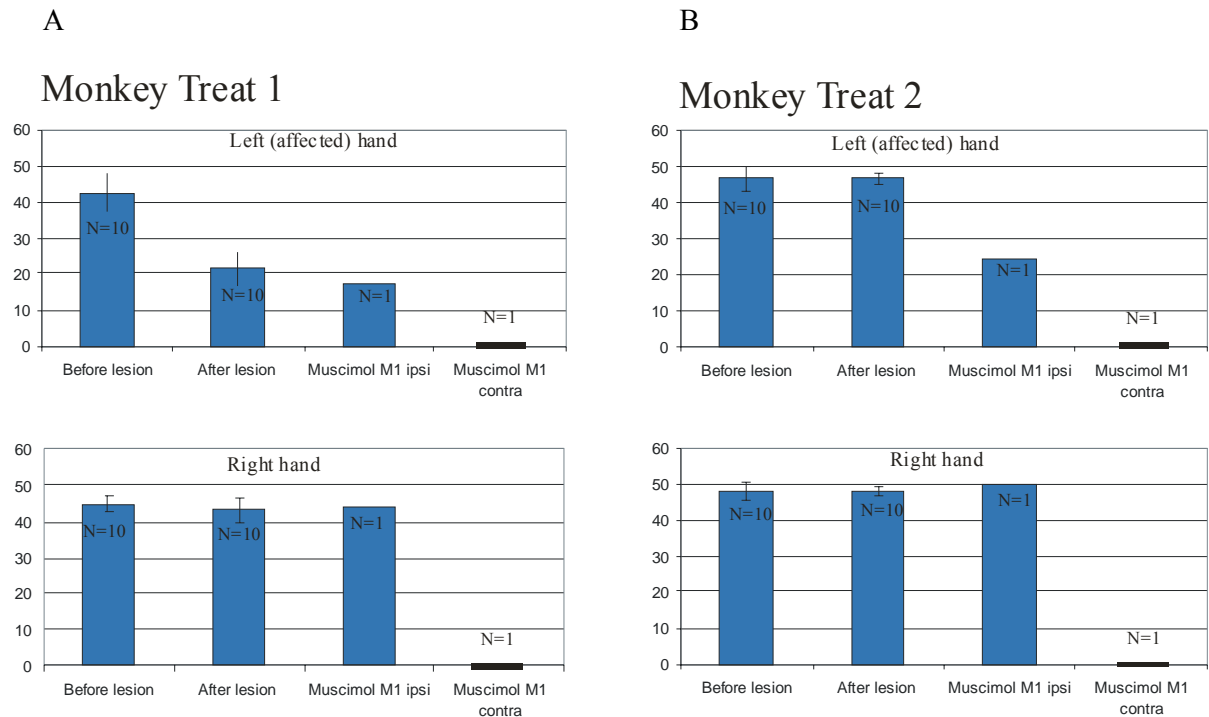 A
Monkey Treat 1
Left (affected) hand
60
50
40
30
20
10
0
N=10
N=10
N=1
N=1
Before lesion
After lesion
Muscimol M1 ipsi
Muscimol M1
contra
Right hand
60
50
40
30
20
10
0
N=10
N=10
N=1
N=1
Before lesion
After lesion
Muscimol M1 ipsi
Muscimol M1
contra
B
Monkey Treat 2
Left (affected) hand
60
50
40
30
20
10
0
N=10
N=10
N=1
N=1
Before lesion
After lesion
Muscimol M1 ipsi
Muscimol M1
contra
Right hand
60
50
40
30
20
10
0
N=10
N=10
N=1
N=1
Before lesion
After lesion
Muscimol M1 ipsi
Muscimol M1
contra